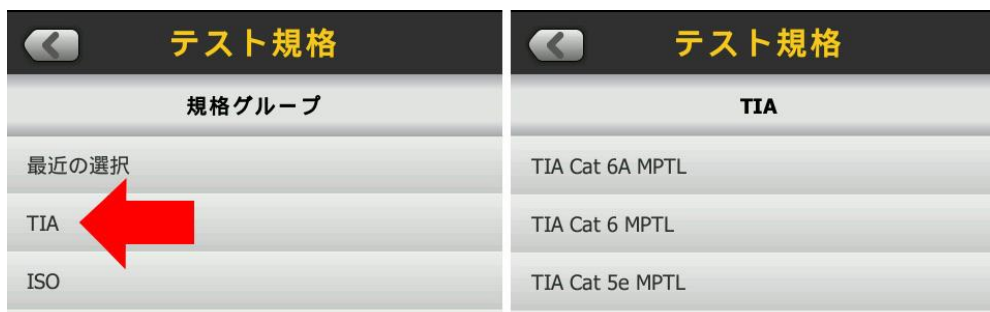 テスト規格
規格グループ
最近の選択
TIA
ISO
テスト規格
TIA
TIA Cat 6A MPTL
TIA Cat 6 MPTL
TIA Cat 5e MPTL